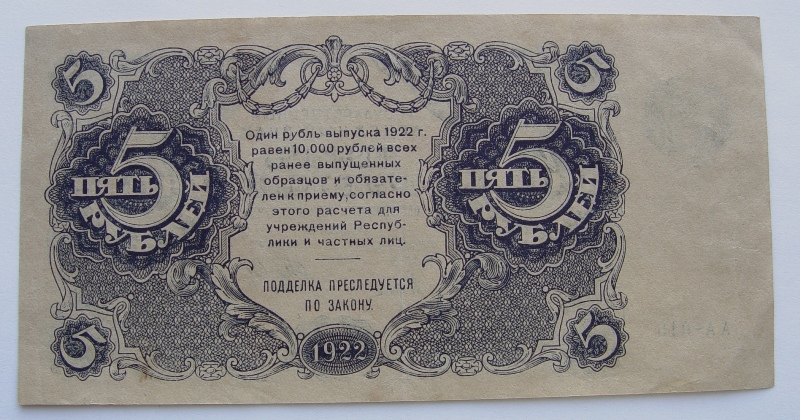 5 5
Один рубль выпуска 1922 г.
равен 10,000 рублей всех
ранее выпущенных
образцов и обязате-
лен к приему, согласно
этого расчета для
учреждений Респуб-
лики и частных лиц.
5 ПЯТЬ РУБЛЕЙ
5 ПЯТЬ РУБЛЕЙ
ПОДДЕЛКА ПРЕСЛЕДУЕТСЯ
ПО ЗАКОНУ.
5 1922 5